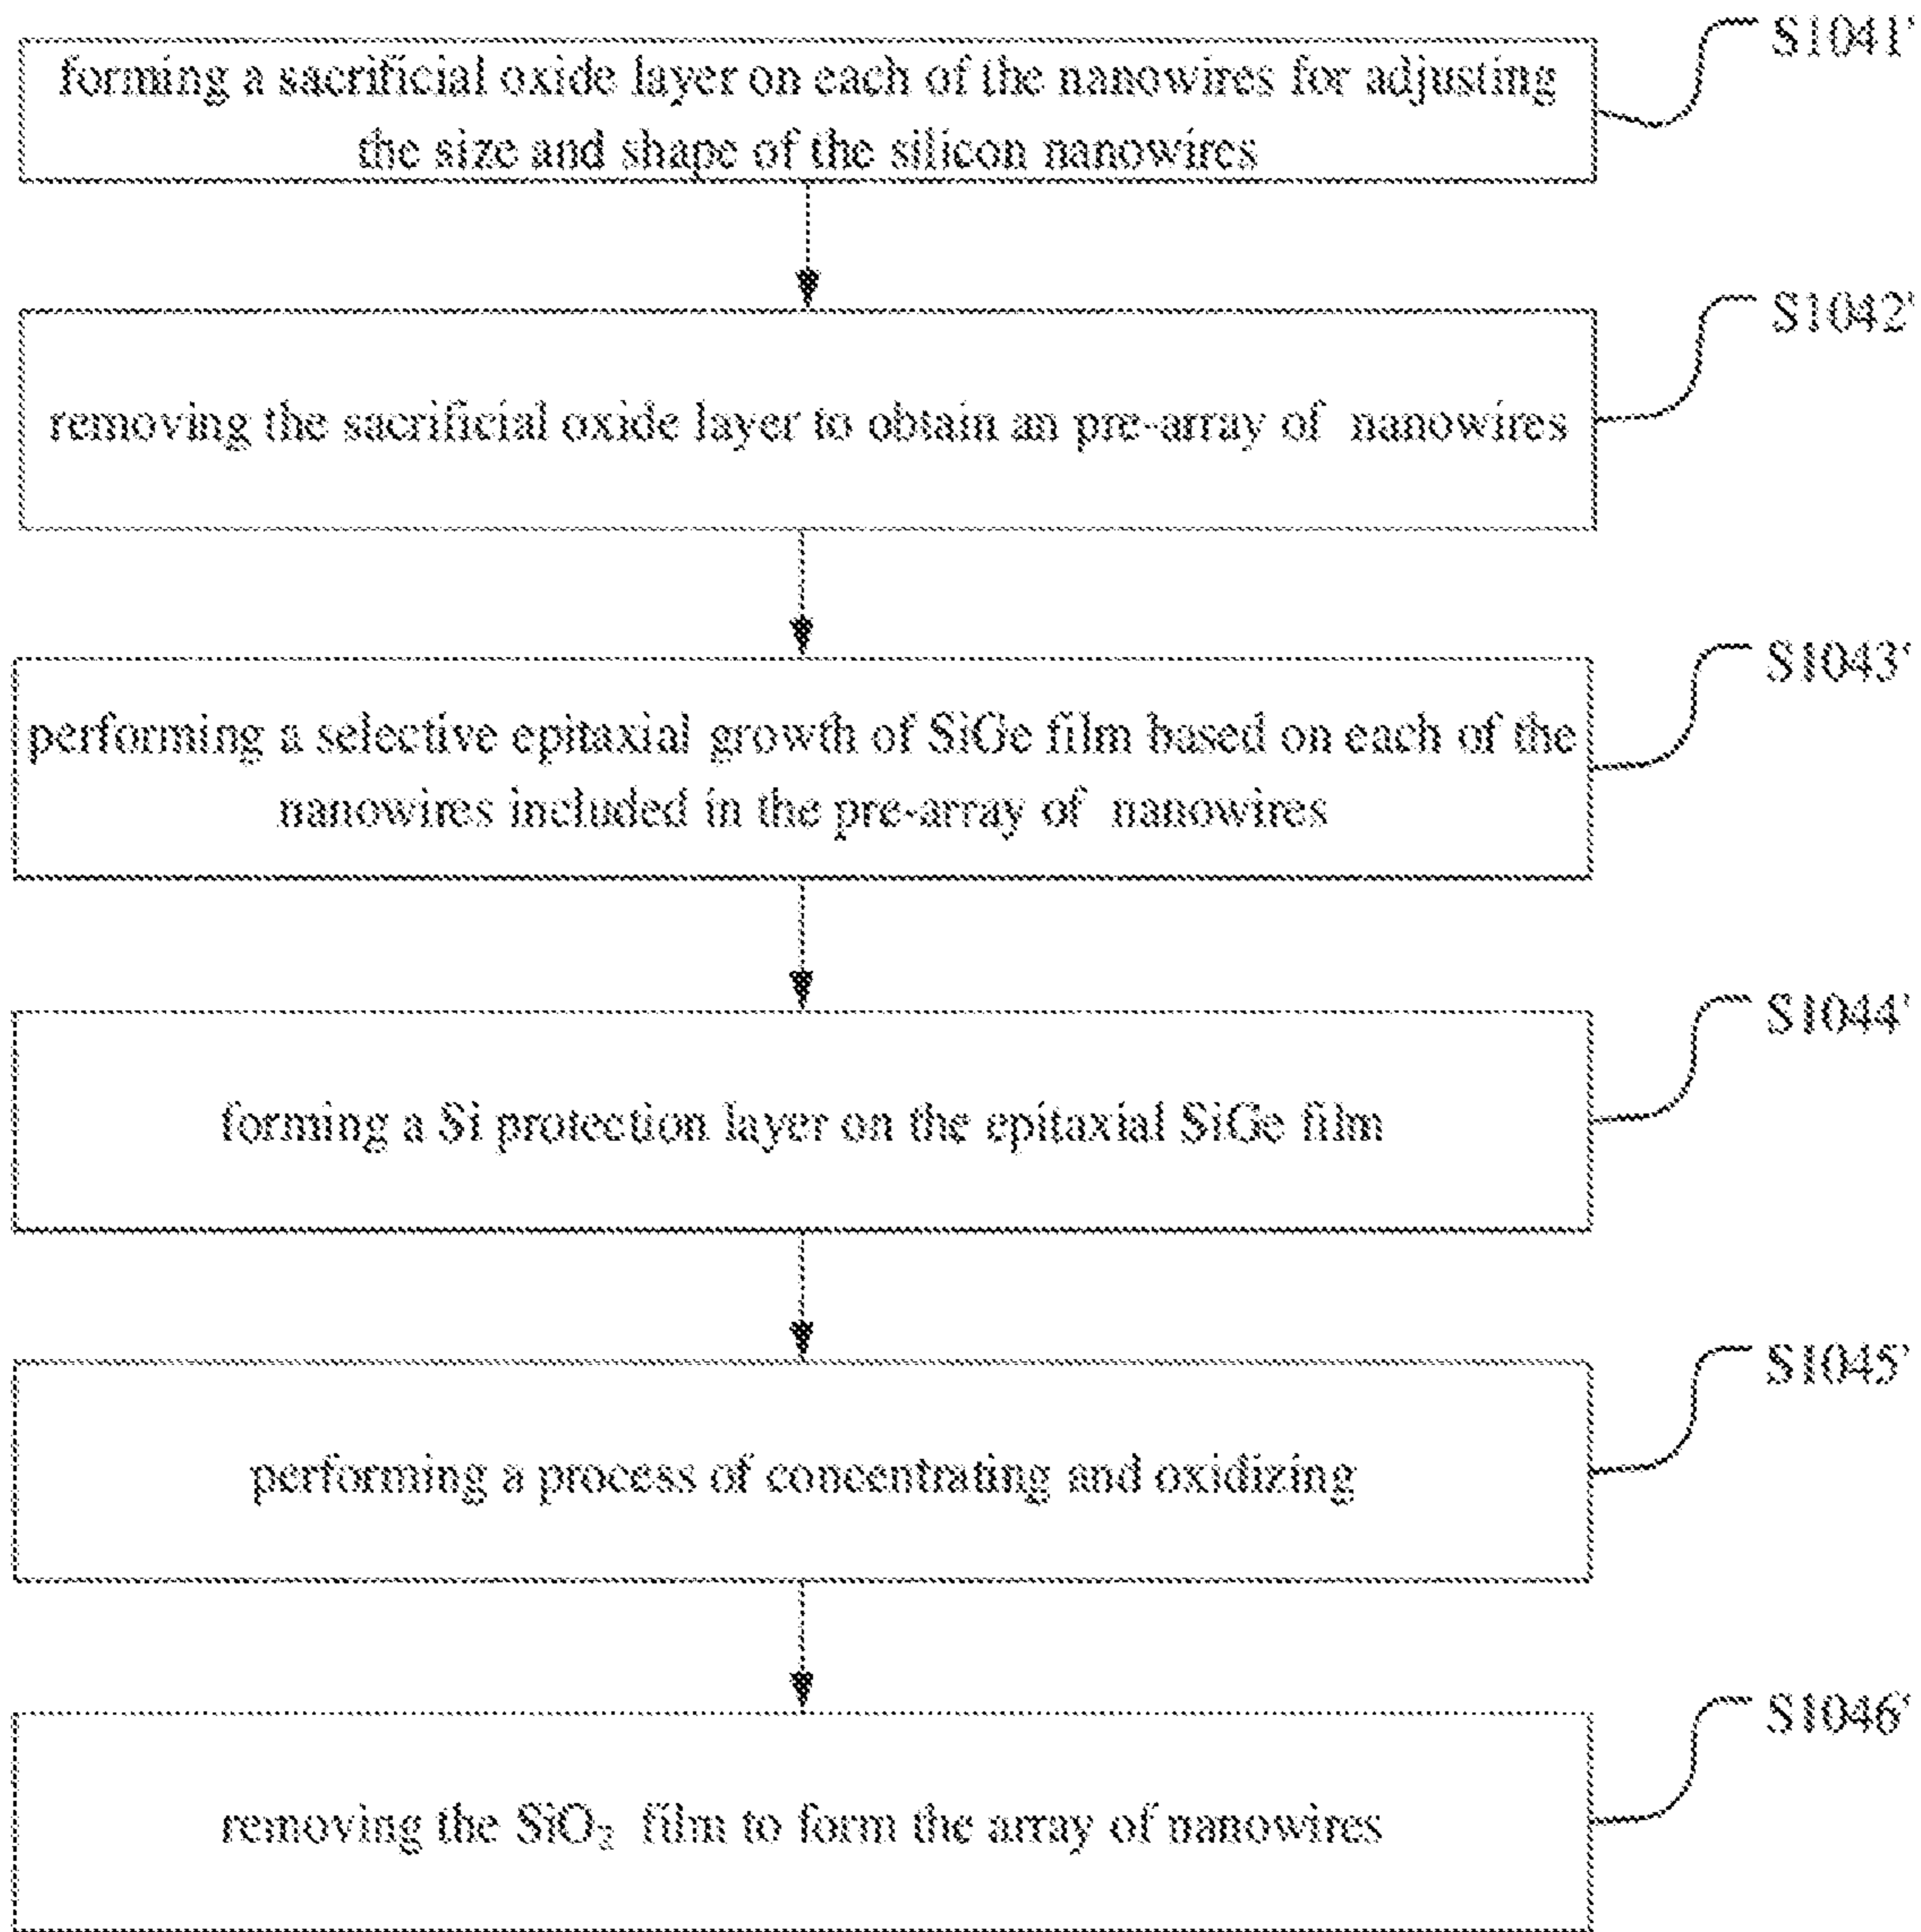 S1041'
forming a sacrificial oxide layer on each of the nanowires for adjusting
the size and shape of the silicon nanowires
S1042'
removing the sacrificial oxide layer to obtain an pre-array of nanowires
S1043'
performing a selective epitaxial growth of SiGe film based on each of the
nanowires included in the pre-array of nanowires
S1044'
forming a Si protection layer on the epitaxial SiGe film
S1045'
performing a process of concentrating and oxidizing
S1046'
removing the SiO₂ film to form the array of nanowires